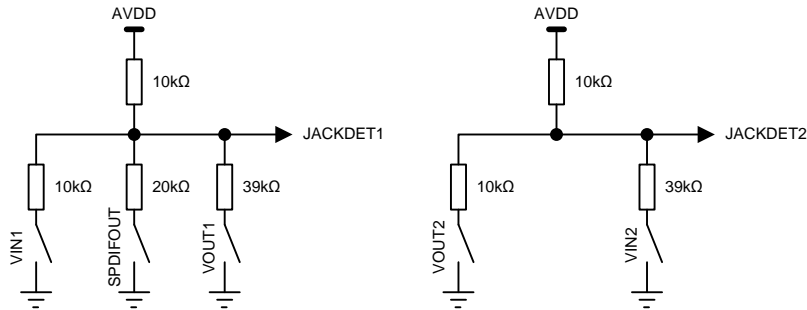 AVDD
10kΩ
JACKDET1
10kΩ
20kΩ
39kΩ
VIN1
SPDIFOUT
VOUT1
AVDD
10kΩ
JACKDET2
10kΩ
39kΩ
VOUT2
VIN2